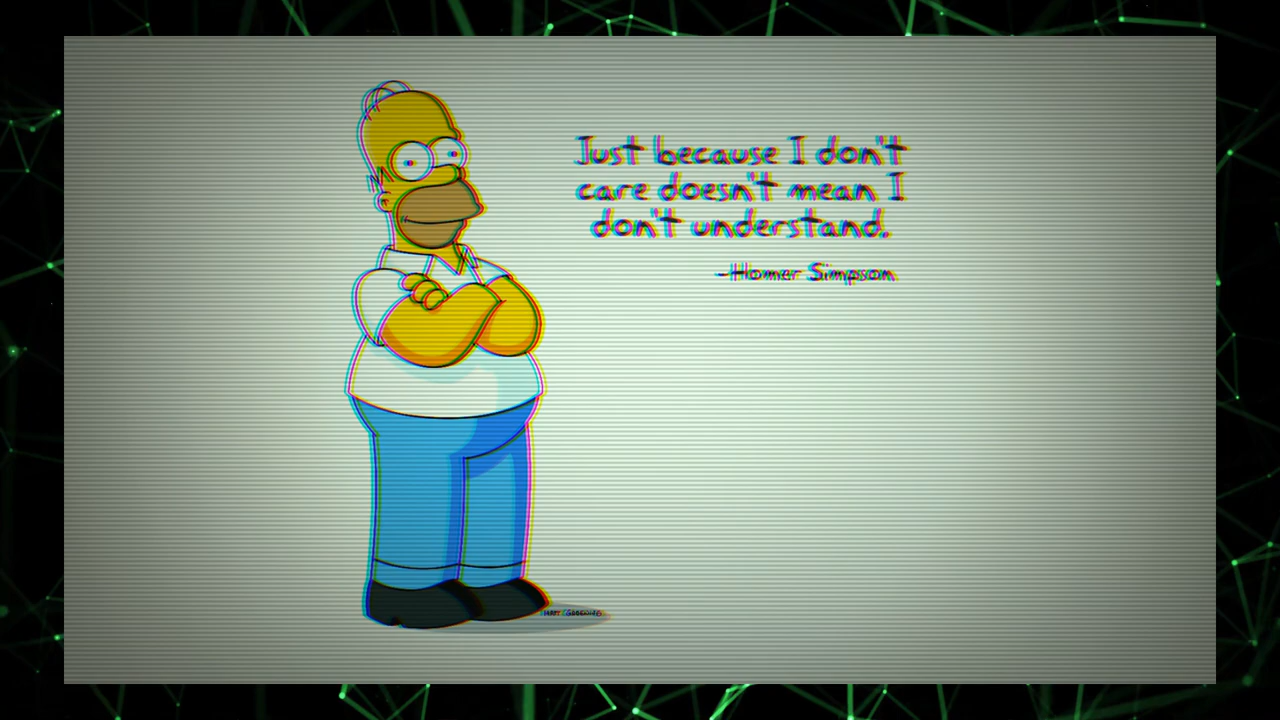 Just because I don't
care doesn't mean I
don't understand.
-Homer Simpson